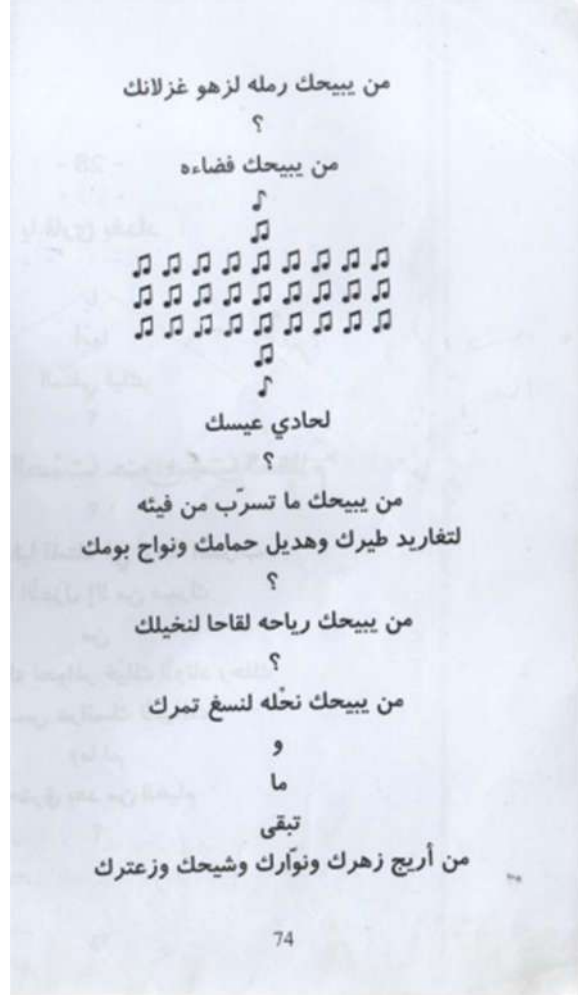 من يبيحك رمله لزهو غزلانك
؟
من يبيحك فضاءه
♪
♫
♫ ♫ ♫ ♫ ♫ ♫ ♫ ♫ ♫
♫ ♫ ♫ ♫ ♫ ♫ ♫ ♫ ♫
♫ ♫ ♫ ♫ ♫ ♫ ♫ ♫ ♫
♫
♪
لحادي عيسك
؟
من يبيحك ما تسرّب من فيئه
لتغاريد طيرك وهديل حمامك ونواح بومك
؟
من يبيحك رياحه لقاحا لنخيلك
؟
من يبيحك نحْله لنسغ تمرك
و
ما
تبقى
من أريج زهرك ونوّارك وشيحك وزعترك
74